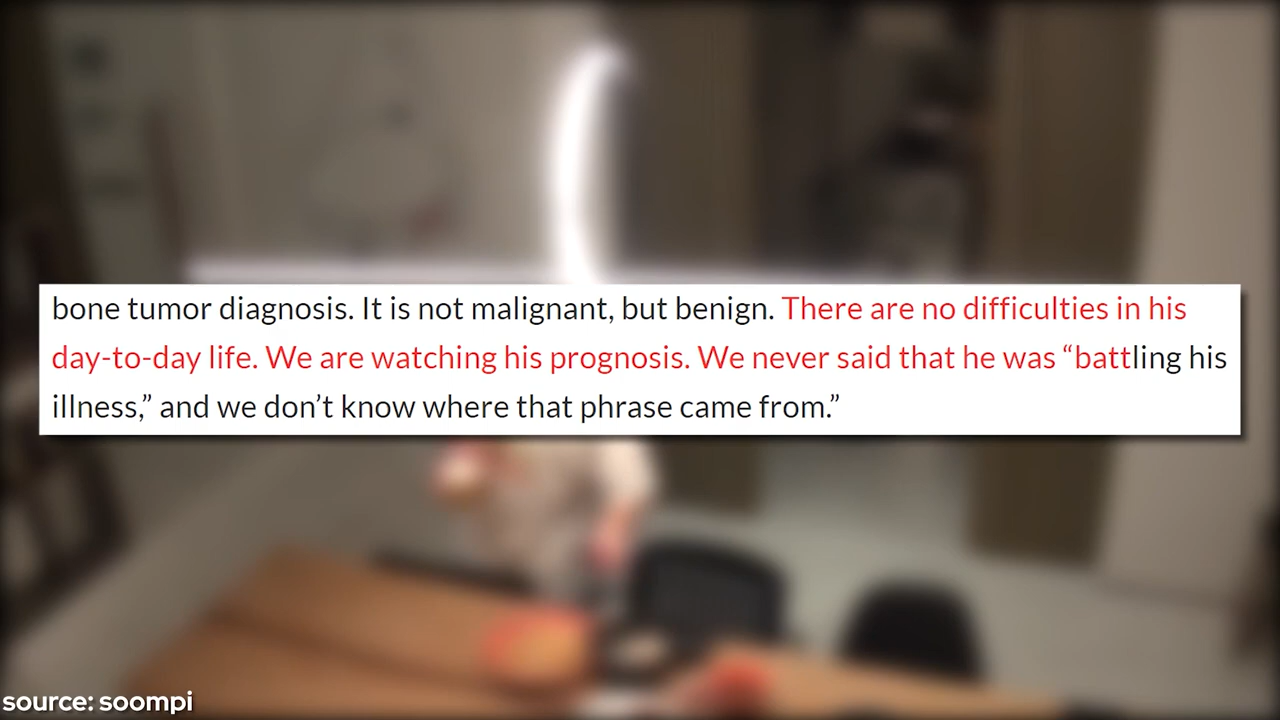 bone tumor diagnosis. It is not malignant, but benign. There are no difficulties in his
day-to-day life. We are watching his prognosis. We never said that he was “battling his
illness,” and we don’t know where that phrase came from.”
source: soompi